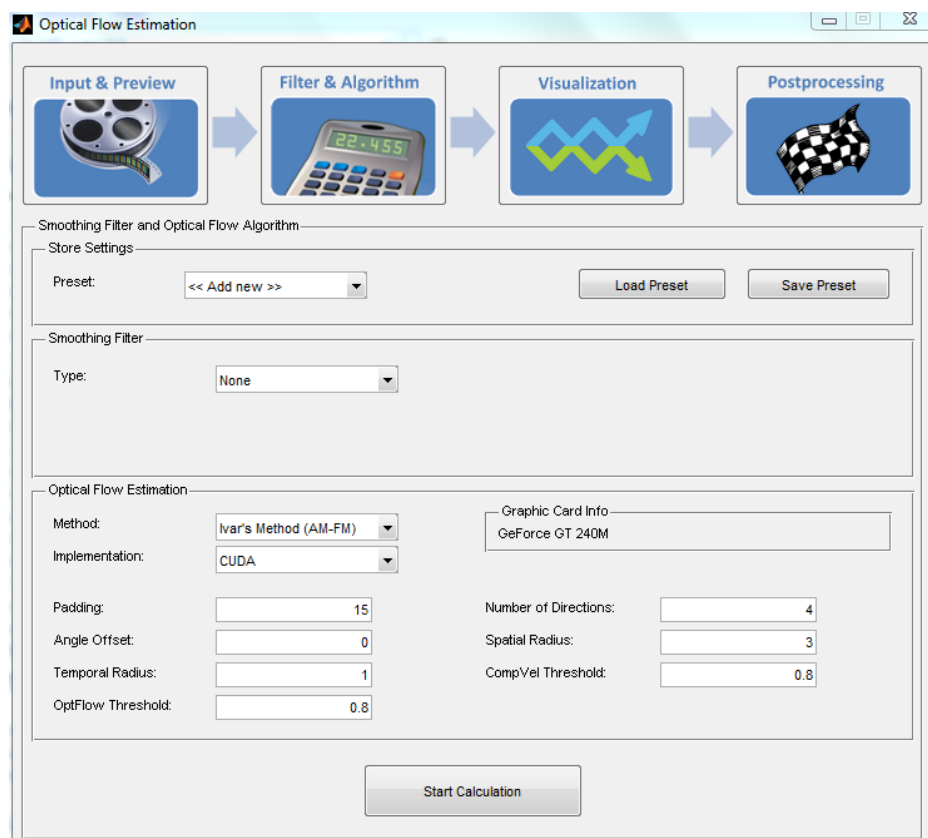 Optical Flow Estimation
Input & Preview
Filter & Algorithm
Visualization
Postprocessing
22.455
Smoothing Filter and Optical Flow Algorithm
Store Settings
Preset:
<< Add new >>
Load Preset
Save Preset
Smoothing Filter
Type:
None
Optical Flow Estimation
Method:
Ivar's Method (AM-FM)
Graphic Card Info
GeForce GT 240M
Implementation:
CUDA
Padding:
15
Number of Directions:
4
Angle Offset:
0
Spatial Radius:
3
Temporal Radius:
1
CompVel Threshold:
0.8
OptFlow Threshold:
0.8
Start Calculation